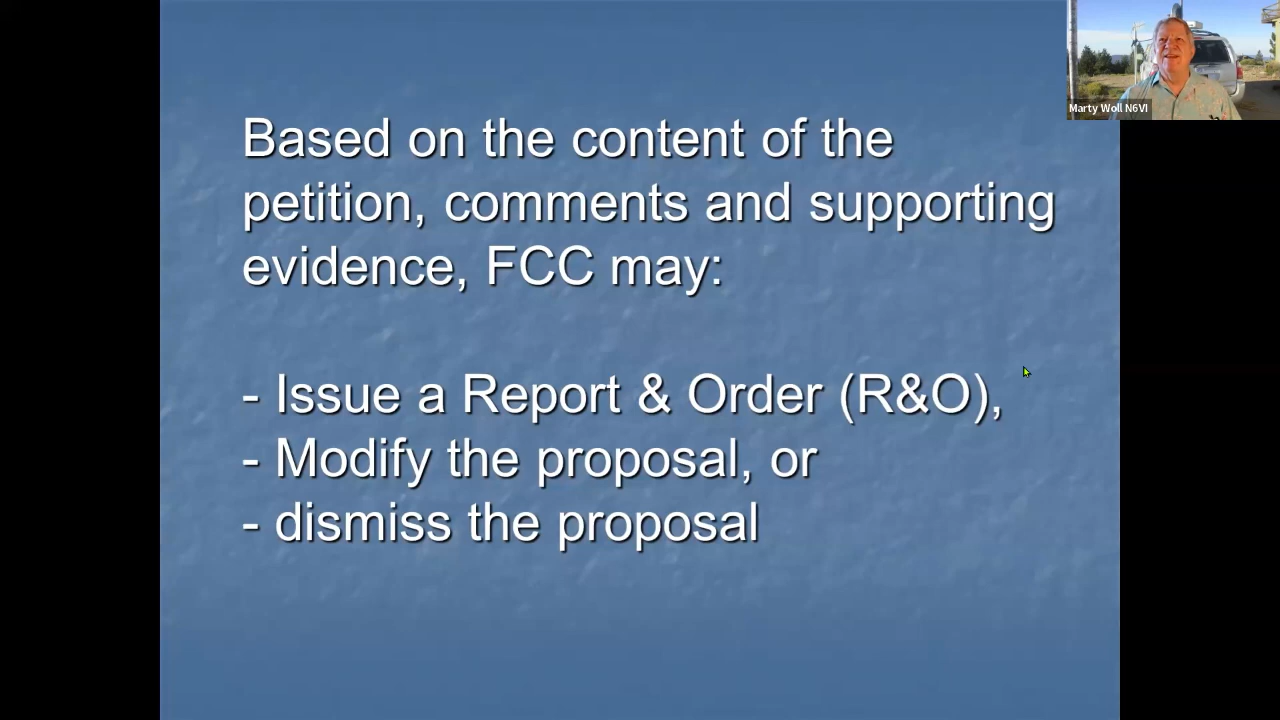 Marty Woll N6VI
Based on the content of the
petition, comments and supporting
evidence, FCC may:
- Issue a Report & Order (R&O),
- Modify the proposal, or
- dismiss the proposal